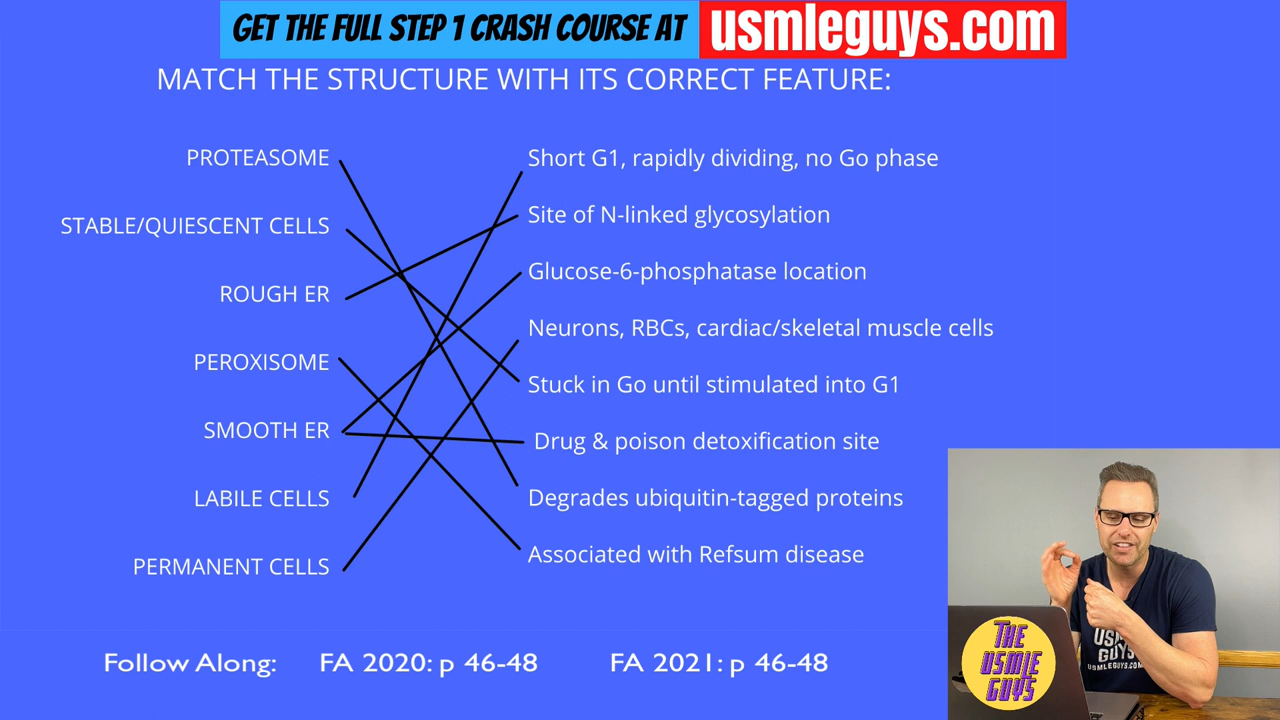 GET THE FULL STEP 1 CRASH COURSE AT usmleguys.com
MATCH THE STRUCTURE WITH ITS CORRECT FEATURE:
PROTEASOME
STABLE/QUIESCENT CELLS
ROUGH ER
PEROXISOME
SMOOTH ER
LABILE CELLS
PERMANENT CELLS
Short G1, rapidly dividing, no Go phase
Site of N-linked glycosylation
Glucose-6-phosphatase location
Neurons, RBCs, cardiac/skeletal muscle cells
Stuck in Go until stimulated into G1
Drug & poison detoxification site
Degrades ubiquitin-tagged proteins
Associated with Refsum disease
Follow Along: FA 2020: p 46-48 FA 2021: p 46-48
THE
USMLE
GUYS
GUYS
USMLEGUYS.COM